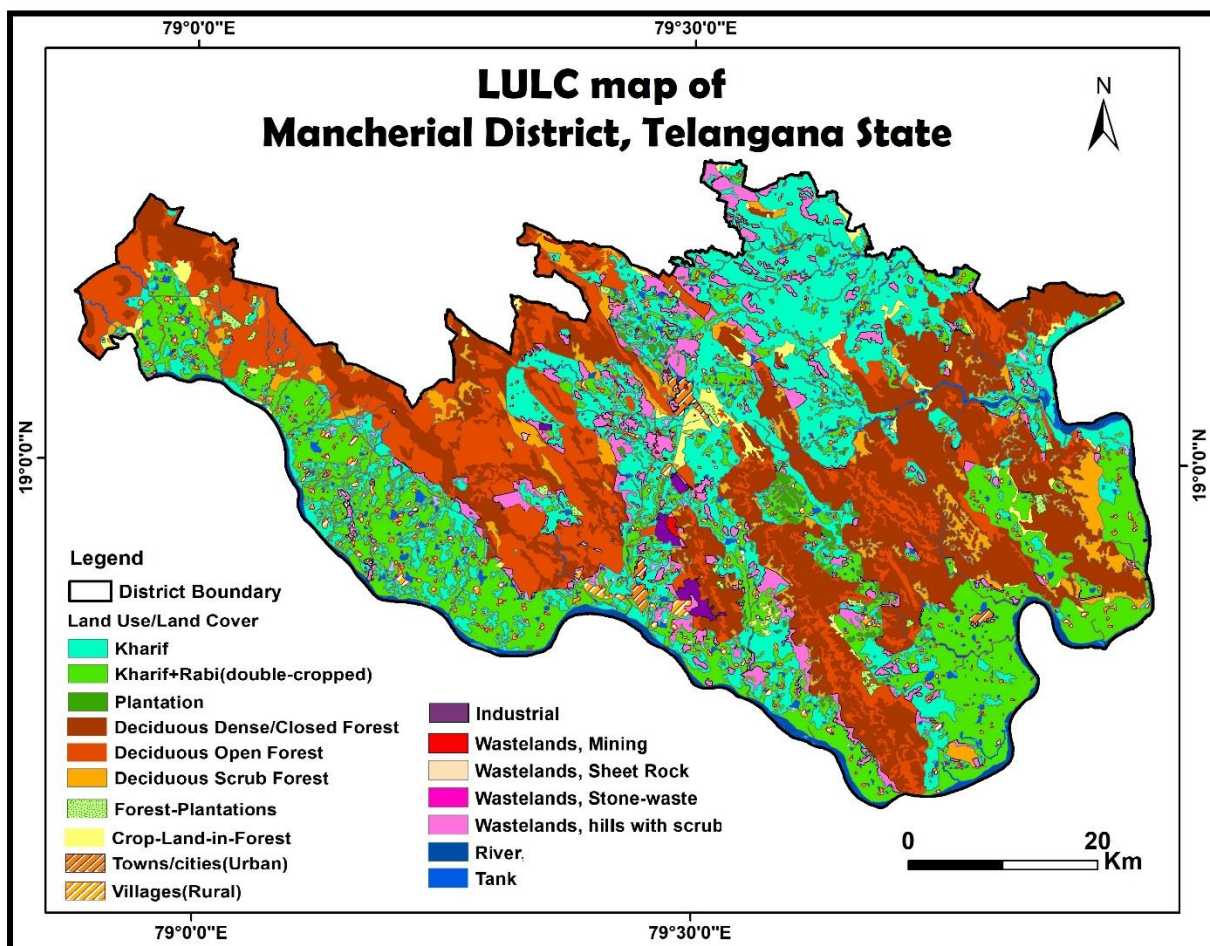 79°0'0"E
79°30'0"E
LULC map of
Mancherial District, Telangana State
N
19°0'0"N
19°0'0"N
Legend
District Boundary
Land Use/Land Cover
Kharif
Kharif+Rabi(double-cropped)
Plantation
Deciduous Dense/Closed Forest
Deciduous Open Forest
Deciduous Scrub Forest
Forest-Plantations
Crop-Land-in-Forest
Towns/cities(Urban)
Villages(Rural)
Industrial
Wastelands, Mining
Wastelands, Sheet Rock
Wastelands, Stone-waste
Wastelands, hills with scrub
River,
Tank
0 20
Km
79°0'0"E
79°30'0"E